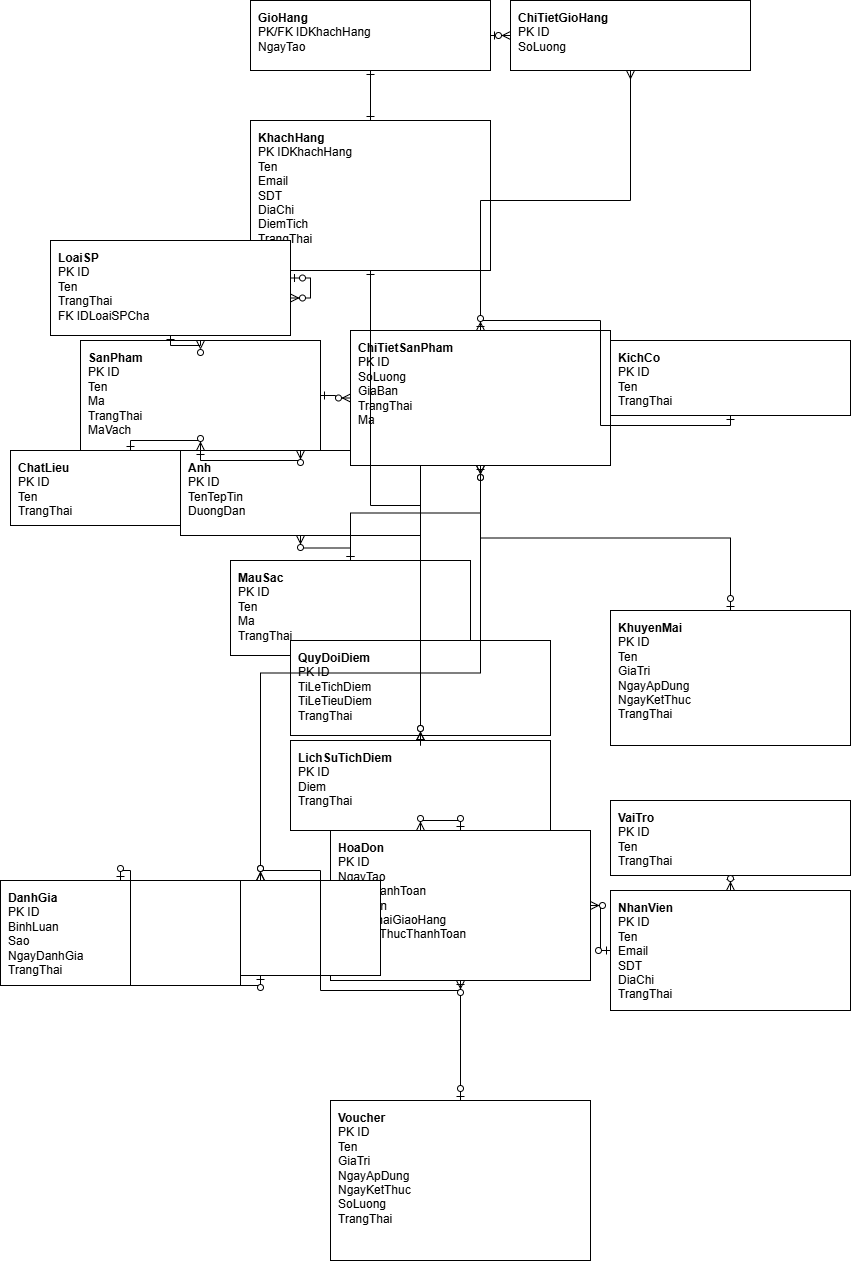 GioHang
PK/FK IDKhachHang
NgayTao
ChiTietGioHang
PK ID
SoLuong
KhachHang
PK IDKhachHang
Ten
Email
SDT
DiaChi
DiemTich
TrangThai
LoaiSP
PK ID
Ten
TrangThai
FK IDLoaiSPCha
SanPham
PK ID
Ten
Ma
TrangThai
MaVach
ChiTietSanPham
PK ID
SoLuong
GiaBan
TrangThai
Ma
KichCo
PK ID
Ten
TrangThai
ChatLieu
PK ID
Ten
TrangThai
Anh
PK ID
TenTepTin
DuongDan
MauSac
PK ID
Ten
Ma
TrangThai
KhuyenMai
PK ID
Ten
GiaTri
NgayApDung
NgayKetThuc
TrangThai
QuyDoiDiem
PK ID
TiLeTichDiem
TiLeTieuDiem
TrangThai
LichSuTichDiem
PK ID
Diem
TrangThai
VaiTro
PK ID
Ten
TrangThai
HoaDon
PK ID
NgayTao
anhToan
n
aiGiaoHang
ThucThanhToan
DanhGia
PK ID
BinhLuan
Sao
NgayDanhGia
TrangThai
NhanVien
PK ID
Ten
Email
SDT
DiaChi
TrangThai
Voucher
PK ID
Ten
GiaTri
NgayApDung
NgayKetThuc
SoLuong
TrangThai